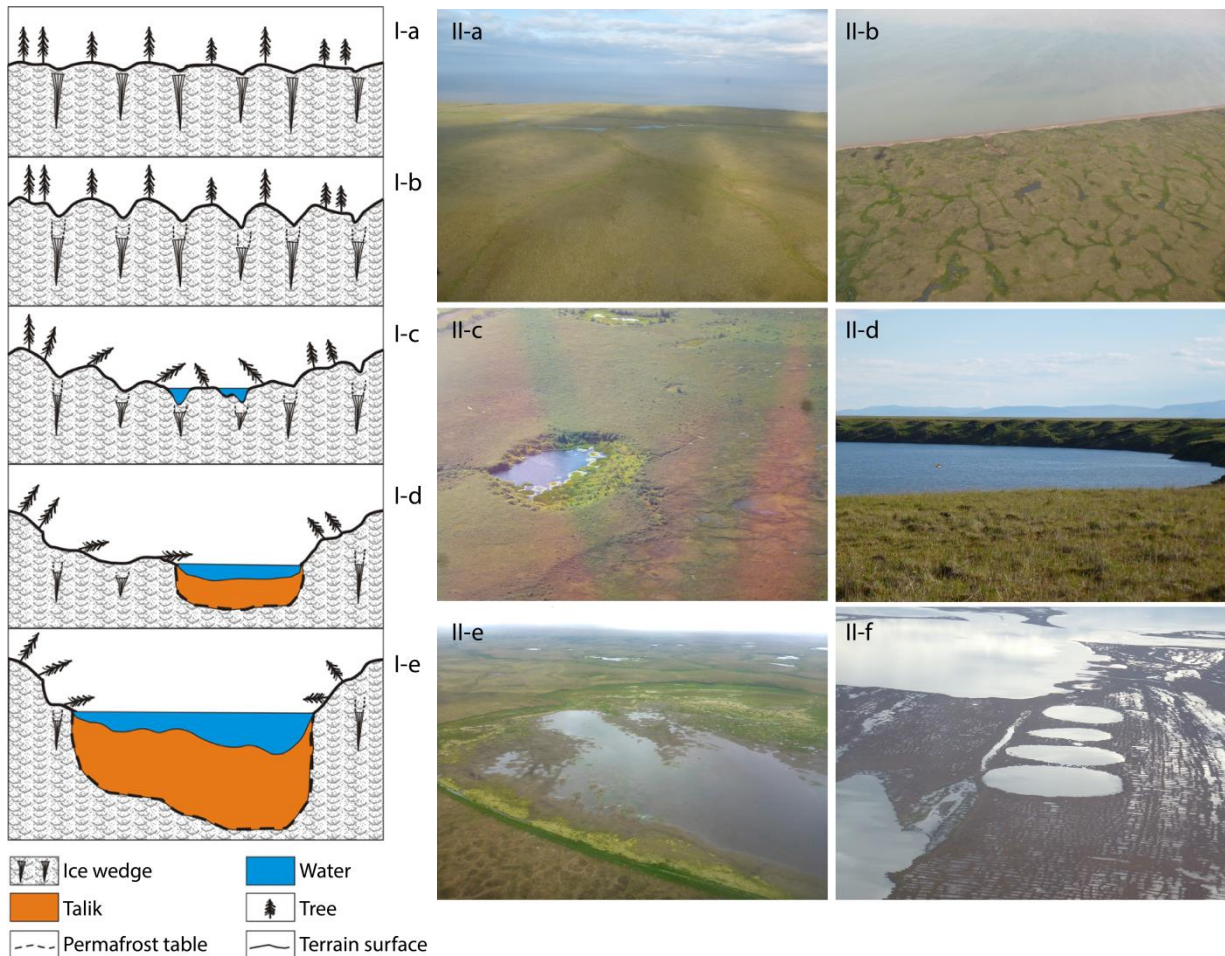 I-a
I-b
I-c
I-d
I-e
Ice wedge
Water
Talik
Tree
Permafrost table
Terrain surface
II-a
II-b
II-c
II-d
II-e
II-f